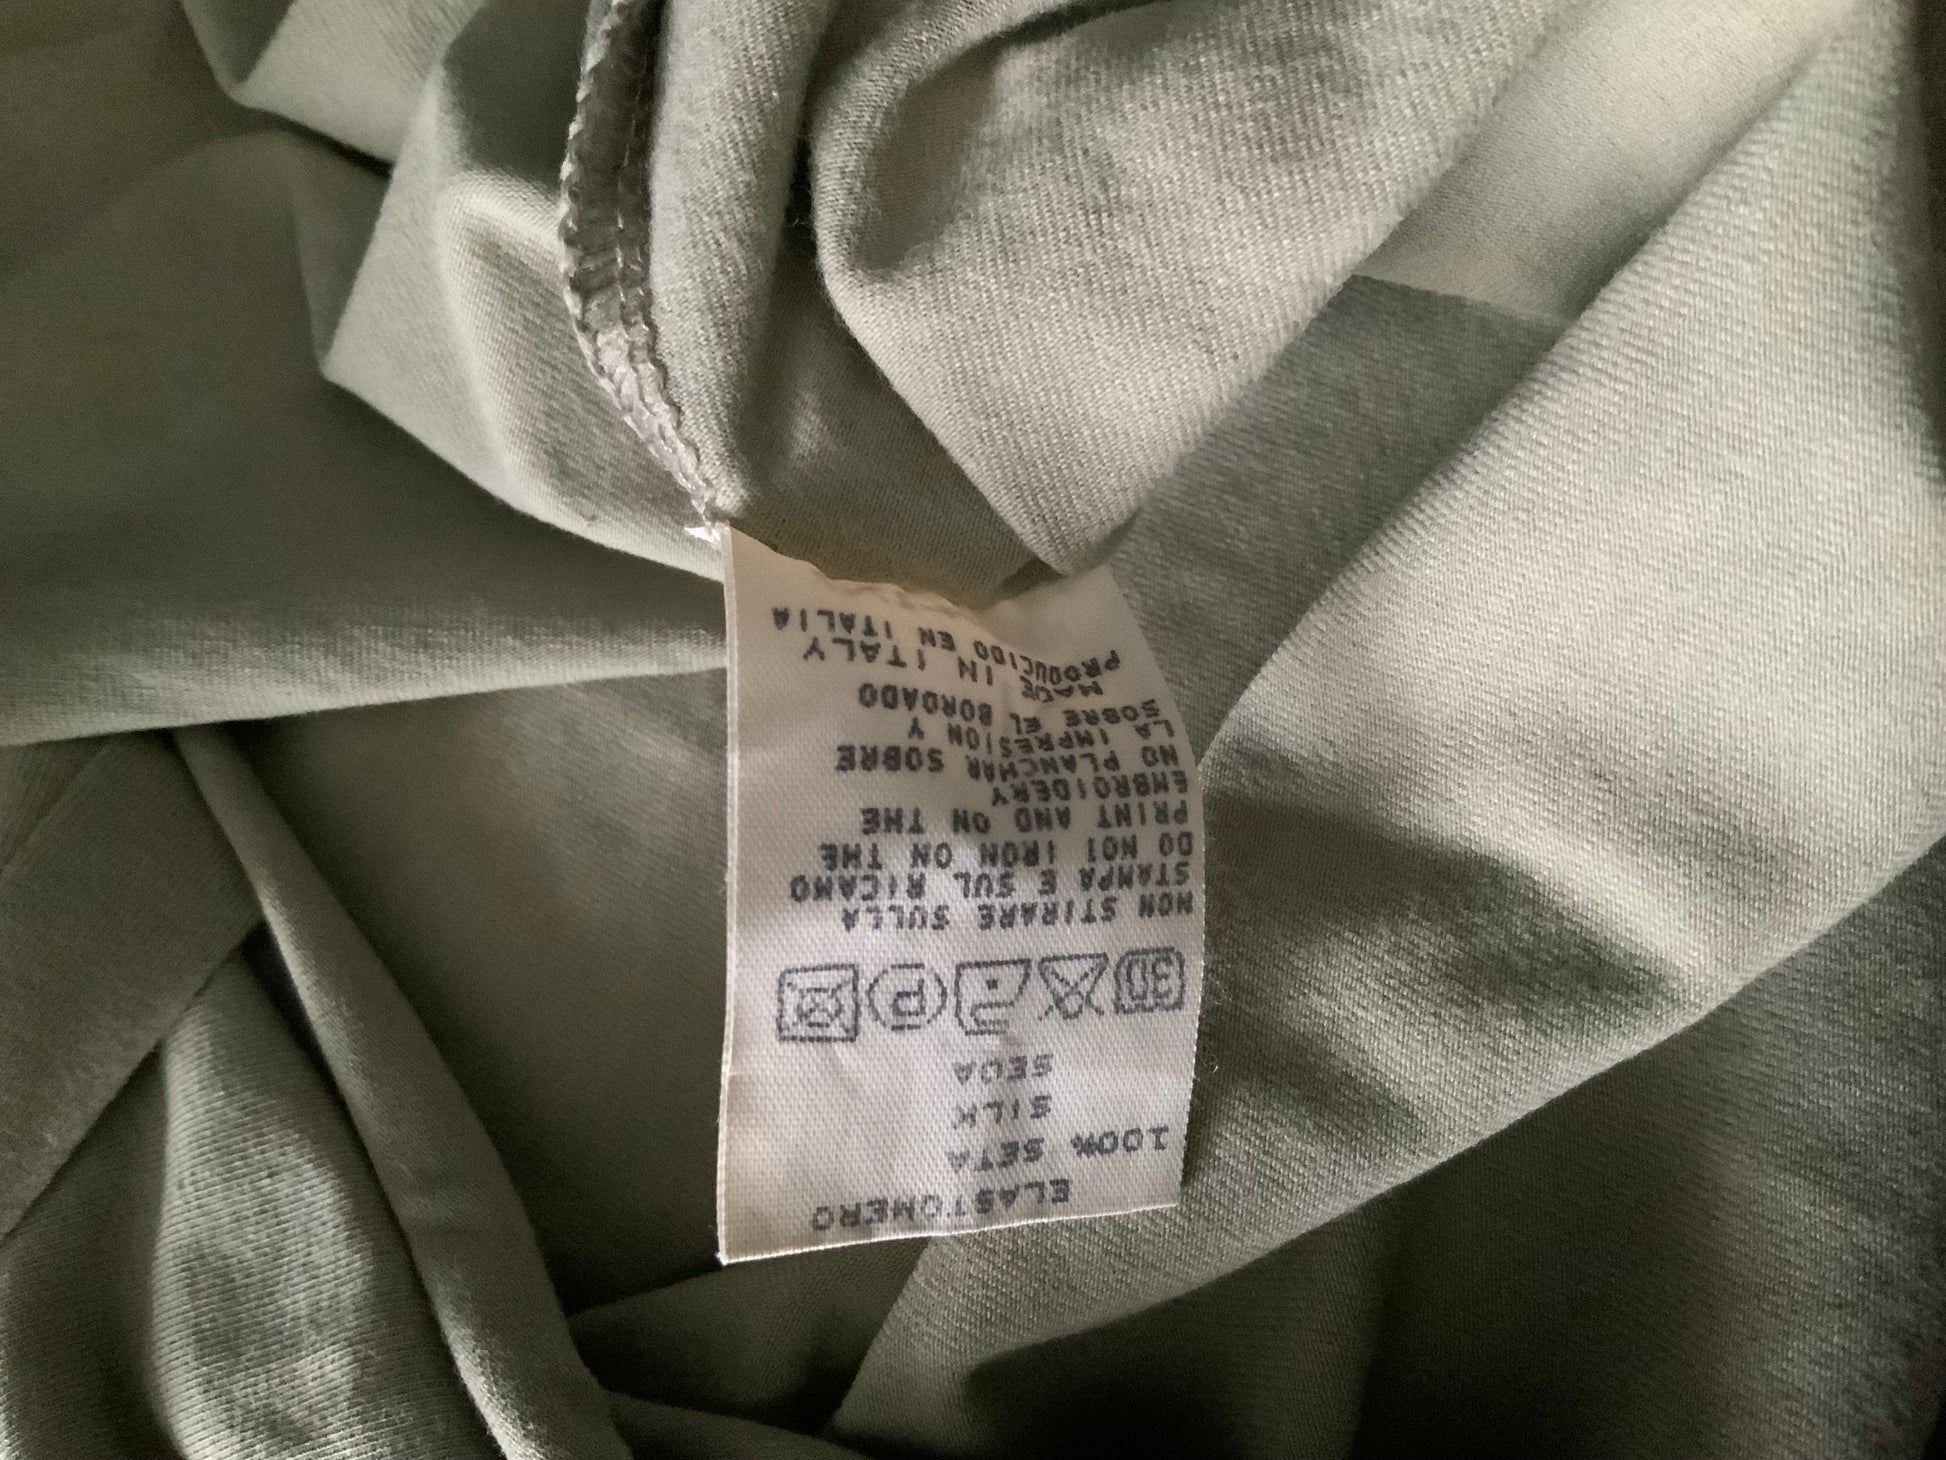 ELASTOMERO
100% SETA
SILK
SEDA
30 P
NON STIRARE SULLA
STAMPA E SUL RICAMO
DO NOT IRON ON THE
PRINT AND ON THE
EMBROIDERY
NO PLANCHAR SOBRE
LA IMPRESION Y
SOBRE EL BORDADO
MADE IN ITALY
PRODUCIDO EN ITALIA